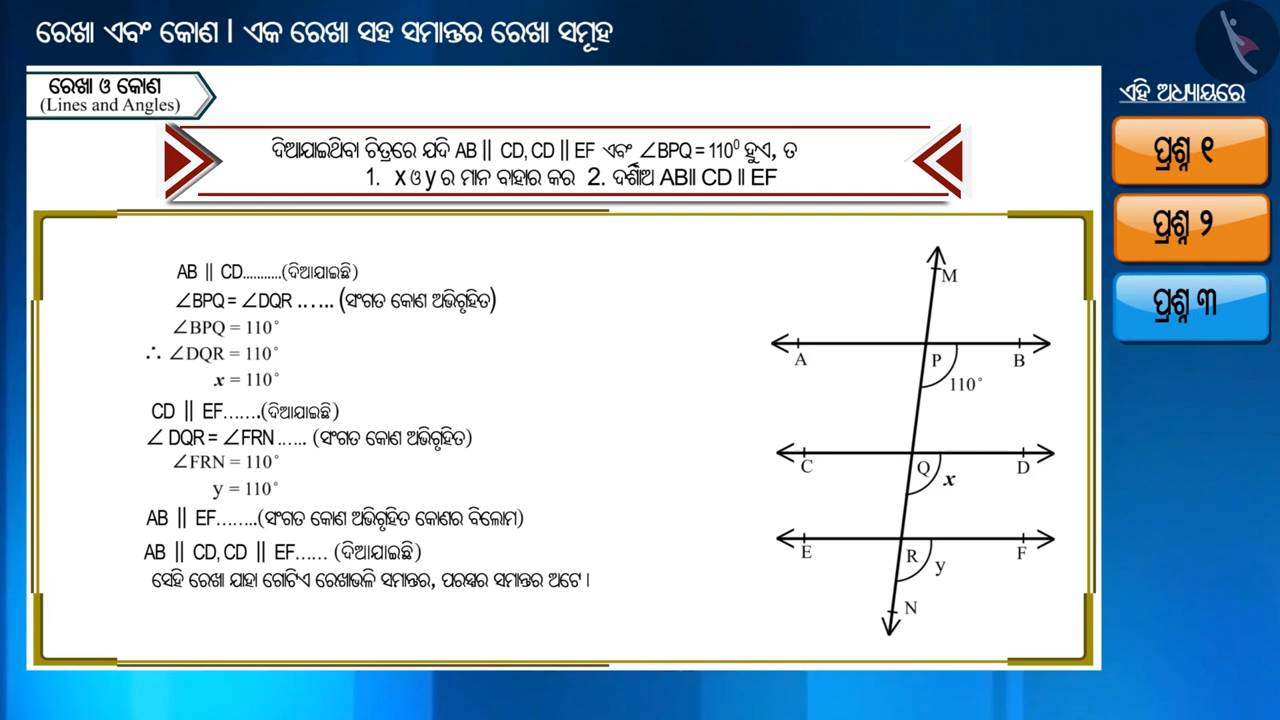 ରେଖା ଏବଂ କୋଣ | ଏକ ରେଖା ସହ ସମାନ୍ତର ରେଖା ସମୂହ
ରେଖା ଓ କୋଣ
(Lines and Angles)
ଦିଆଯାଇଥିବା ଚିତ୍ରରେ ଯଦି AB || CD, CD || EF ଏବଂ ∠BPQ = 110⁰ ହୁଏ, ତ
1. x ଓ y ର ମାନ ବାହାର କର 2. ଦର୍ଶାଅ AB॥ CD ॥ EF
AB || CD...........(ଦିଆଯାଇଛି)
∠BPQ = ∠DQR ...... (ସଂଗତ କୋଣ ଅଭିଗୃହିତ)
∠BPQ = 110°
∴ ∠DQR = 110°
x = 110°
CD || EF.......(ଦିଆଯାଇଛି)
∠ DQR = ∠FRN ..... (ସଂଗତ କୋଣ ଅଭିଗୃହିତ)
∠FRN = 110°
y = 110°
AB || EF........(ସଂଗତ କୋଣ ଅଭିଗୃହିତ କୋଣର ବିଲୋମ)
AB || CD, CD || EF...... (ଦିଆଯାଇଛି)
ସେହି ରେଖା ଯାହା ଗୋଟିଏ ରେଖାଭଳି ସମାନ୍ତର, ପରସ୍ପର ସମାନ୍ତର ଅଟେ ।
M
A P B
110°
C Q D
x
E R F
y
N
ଏହି ଅଧ୍ୟାୟରେ
ପ୍ରଶ୍ନ ୧
ପ୍ରଶ୍ନ ୨
ପ୍ରଶ୍ନ ୩